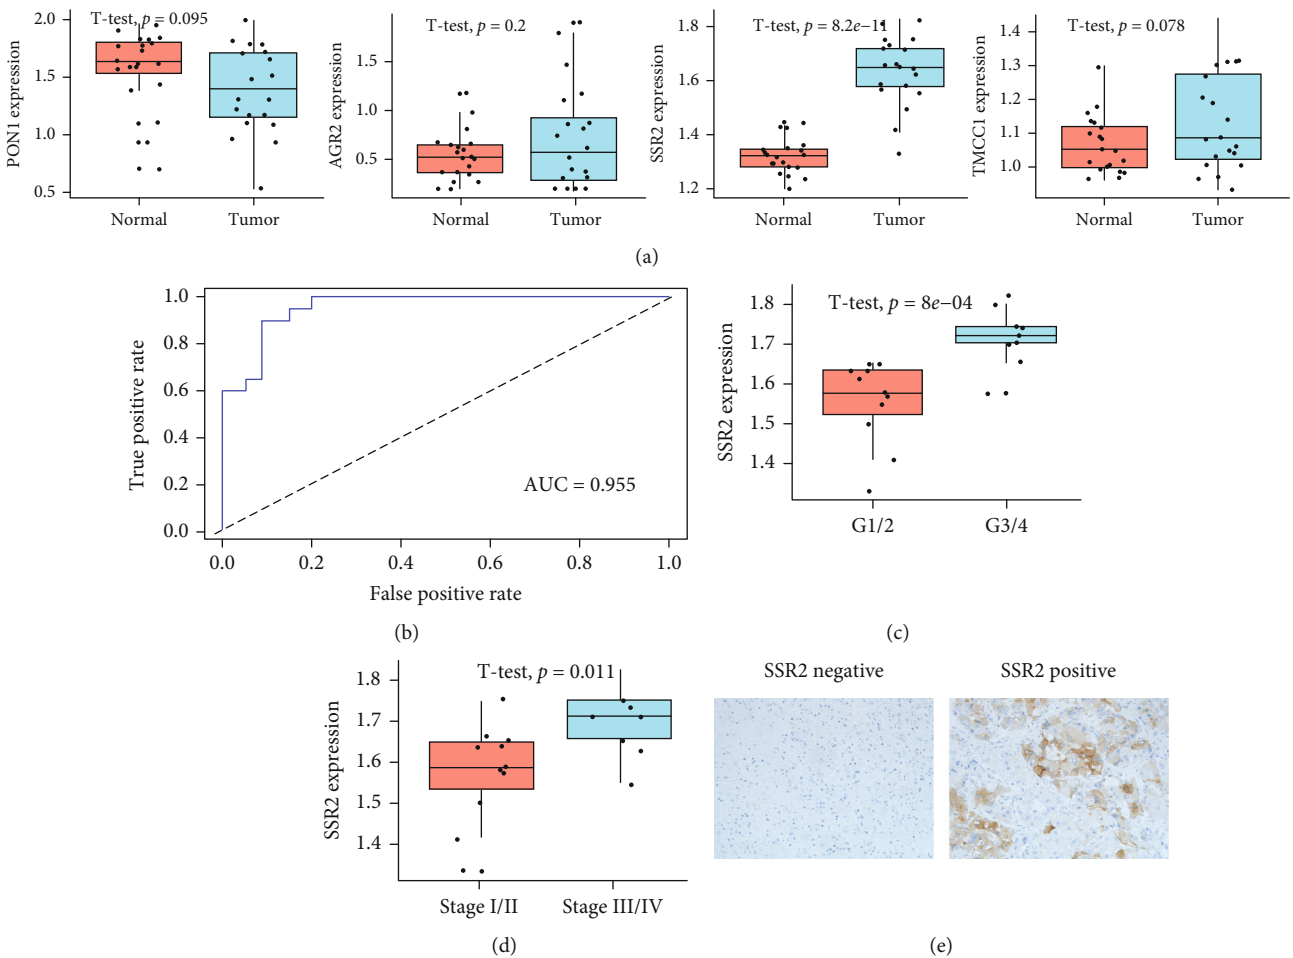 T-test, p = 0.095
PON1 expression
2.0
1.5
1.0
0.5
Normal
Tumor
T-test, p = 0.2
AGR2 expression
1.5
1.0
0.5
Normal
Tumor
T-test, p = 8.2e−11
SSR2 expression
1.8
1.6
1.4
1.2
Normal
Tumor
T-test, p = 0.078
TMCC1 expression
1.4
1.3
1.2
1.1
1.0
Normal
Tumor
(a)
True positive rate
1.0
0.8
0.6
0.4
0.2
0.0
AUC = 0.955
0.0
0.2
0.4
0.6
0.8
1.0
False positive rate
(b)
T-test, p = 8e−04
SSR2 expression
1.8
1.7
1.6
1.5
1.4
G1/2
G3/4
(c)
T-test, p = 0.011
SSR2 expression
1.8
1.7
1.6
1.5
1.4
Stage I/II
Stage III/IV
(d)
SSR2 negative
SSR2 positive
(e)